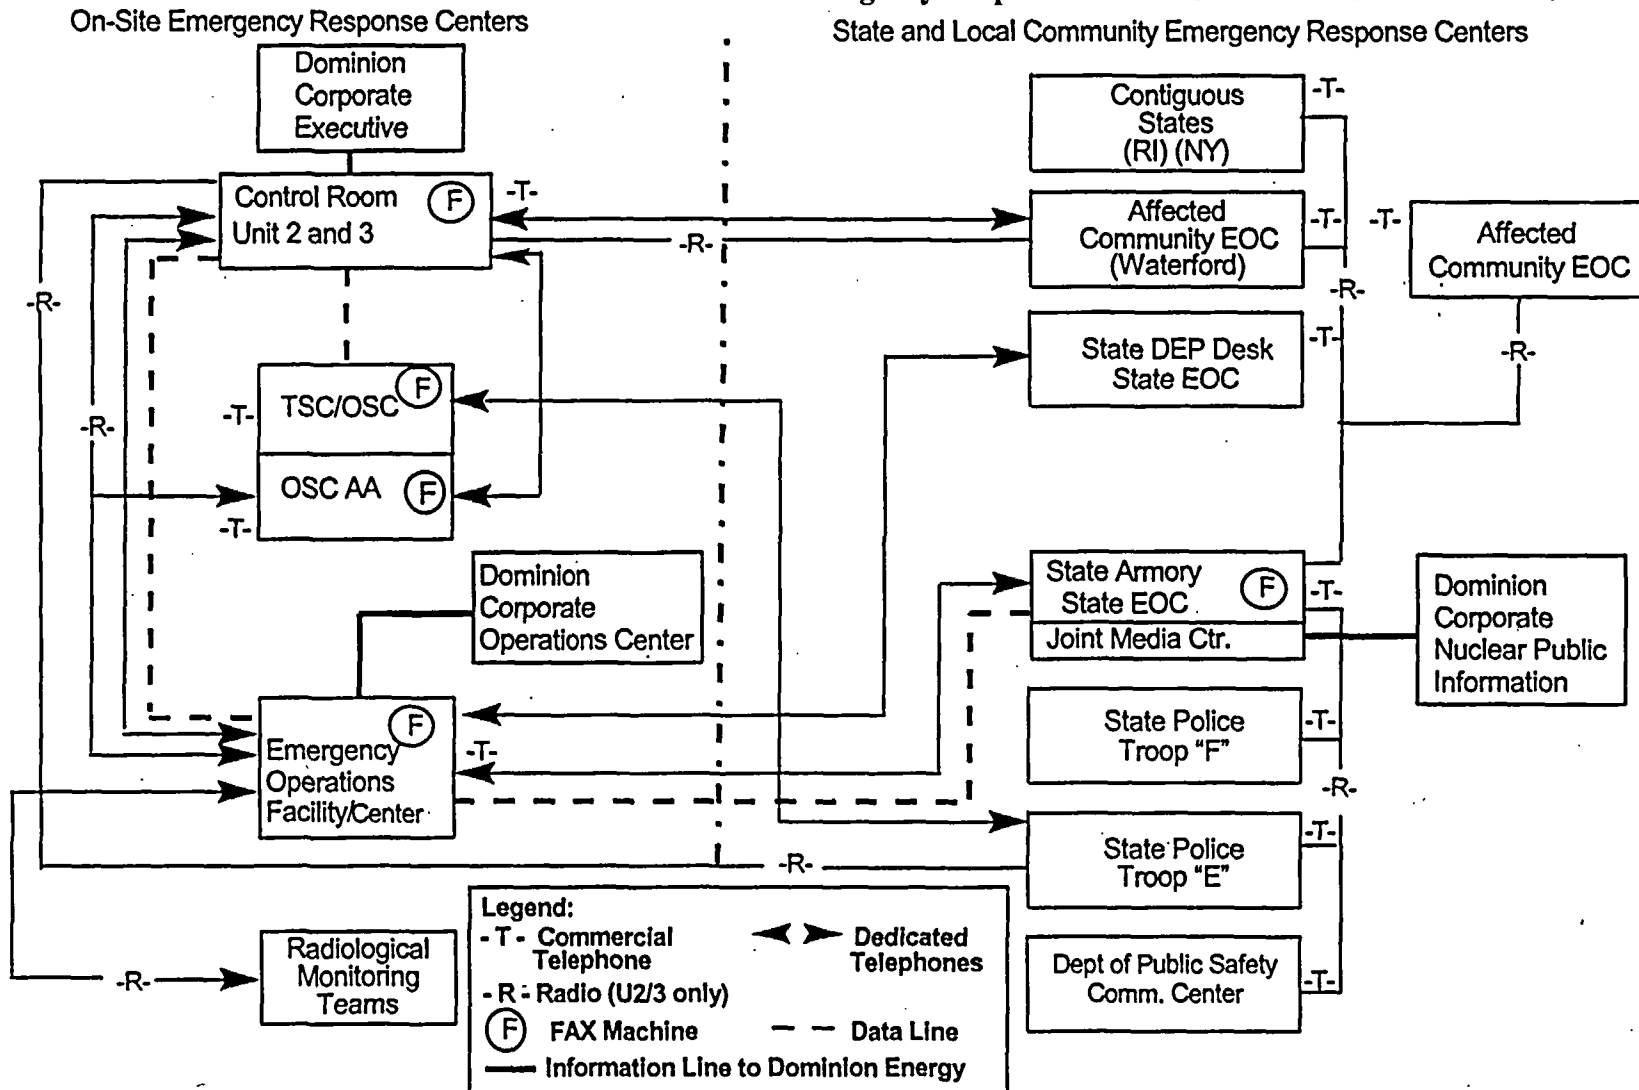 On-Site Emergency Response Centers
State and Local Community Emergency Response Centers
Dominion
Corporate
Executive
Control Room
Unit 2 and 3
F
-T-
-R-
-R-
-R-
TSC/OSC
F
-T-
OSC AA
F
-T-
Dominion
Corporate
Operations Center
F
Emergency
Operations
Facility/Center
-T-
-R-
Radiological
Monitoring
Teams
-R-
Contiguous
States
(RI) (NY)
-T-
Affected
Community EOC
(Waterford)
-T-
-R-
-T-
Affected
Community EOC
-R-
State DEP Desk
State EOC
-T-
State Armory
State EOC
F
-T-
Joint Media Ctr.
Dominion
Corporate
Nuclear Public
Information
State Police
Troop "F"
-T-
-R-
State Police
Troop "E"
-T-
Dept of Public Safety
Comm. Center
-T-
Legend:
-T- Commercial
Telephone
Dedicated
Telephones
-R- Radio (U2/3 only)
F FAX Machine
Data Line
Information Line to Dominion Energy